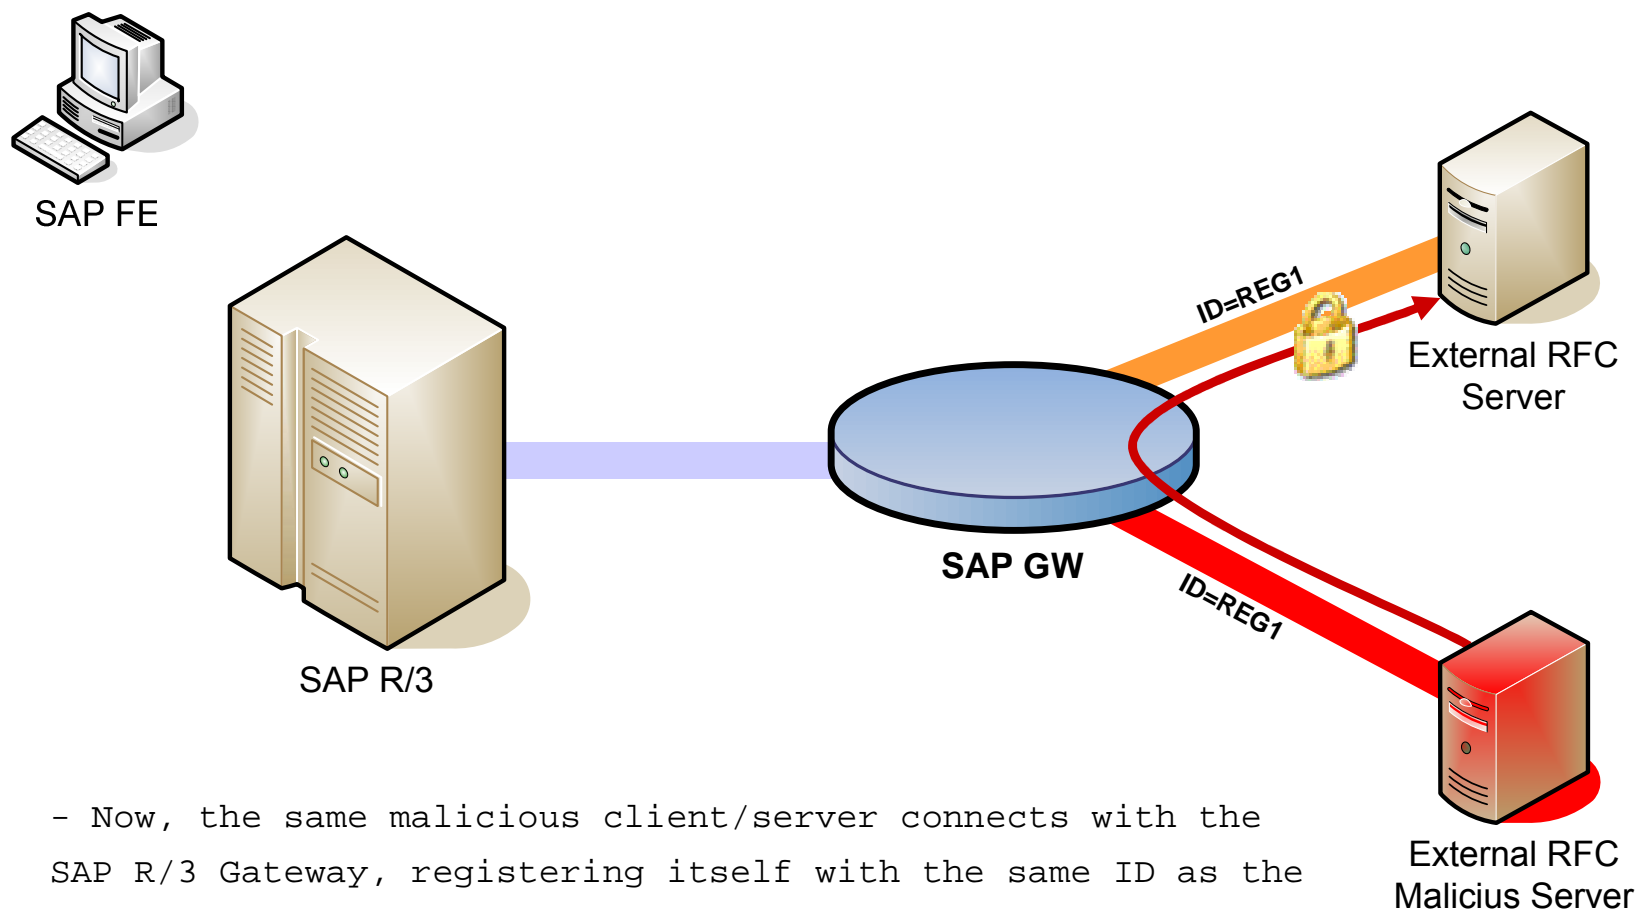 SAP FE
ID=REG1
External RFC
Server
SAP GW
ID=REG1
SAP R/3
- Now, the same malicious client/server connects with the
SAP R/3 Gateway, registering itself with the same ID as the
External RFC
Malicius Server